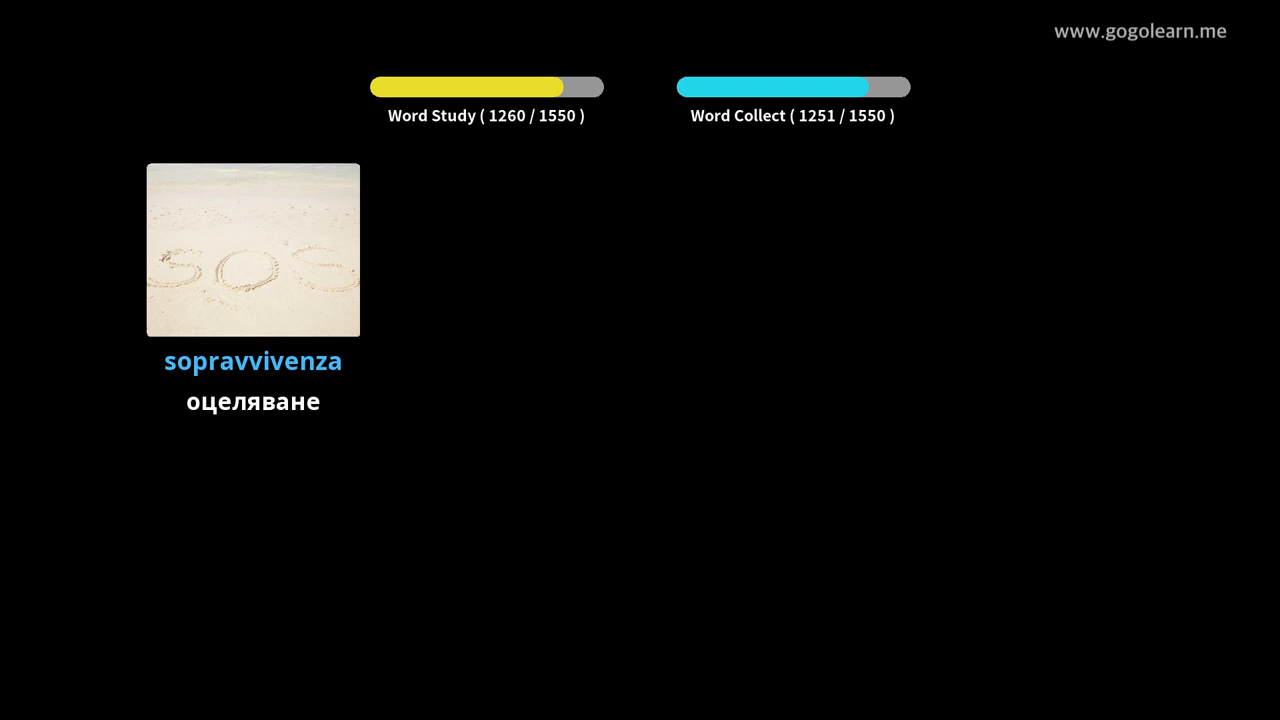 www.gogolearn.me
Word Study ( 1260 / 1550 )
Word Collect ( 1251 / 1550 )
SOS
sopravvivenza
оцеляване